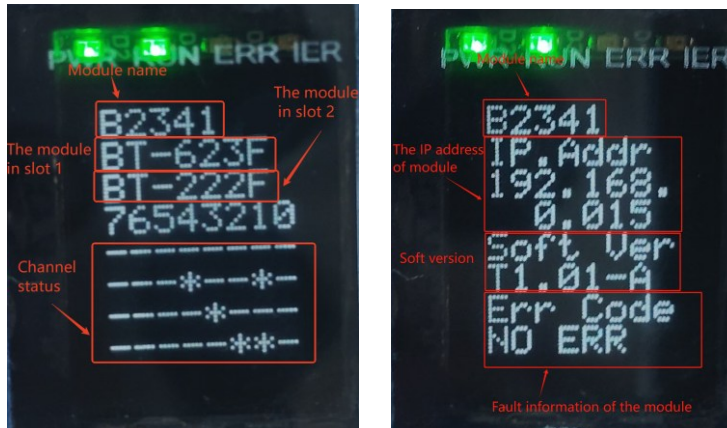 PWR RUN ERR IER
Module name
The module
in slot 2
B2341
The module
in slot 1
BT-623F
BT-222F
76543210
Channel
status
--------
---*--*-
----*---
-----**-
PWR RUN ERR IER
Module name
B2341
The IP address
of module
IP.Addr
192.168.
0.015
Soft version
Soft Ver
T1.01-A
Err Code
NO ERR
Fault information of the module